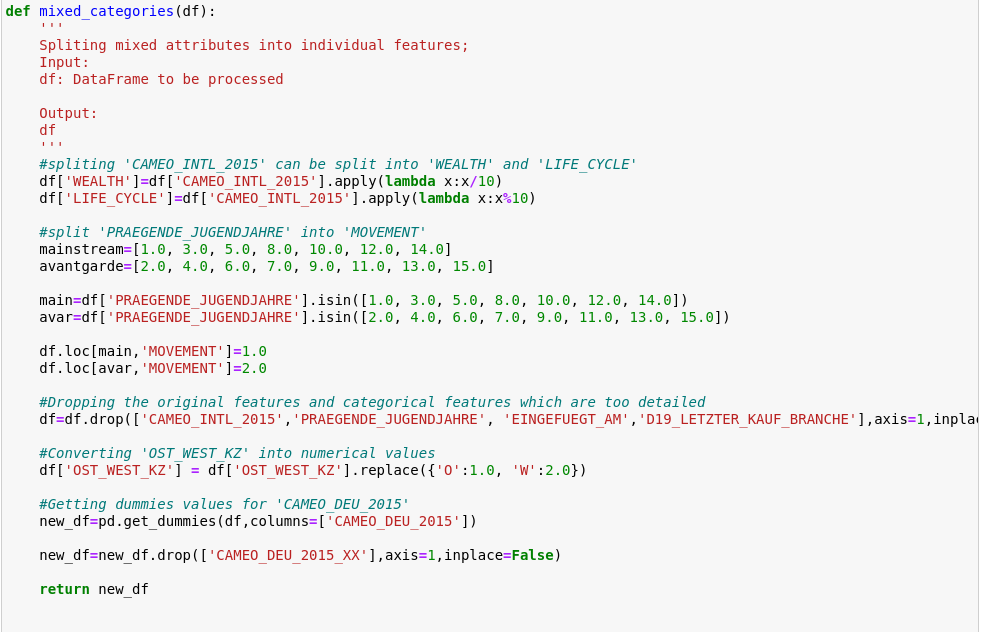 def mixed_categories(df):
    '''
    Spliting mixed attributes into individual features;
    Input:
    df: DataFrame to be processed

    Output:
    df
    '''
    #spliting 'CAMEO_INTL_2015' can be split into 'WEALTH' and 'LIFE_CYCLE'
    df['WEALTH']=df['CAMEO_INTL_2015'].apply(lambda x:x/10)
    df['LIFE_CYCLE']=df['CAMEO_INTL_2015'].apply(lambda x:x%10)

    #split 'PRAEGENDE_JUGENDJAHRE' into 'MOVEMENT'
    mainstream=[1.0, 3.0, 5.0, 8.0, 10.0, 12.0, 14.0]
    avantgarde=[2.0, 4.0, 6.0, 7.0, 9.0, 11.0, 13.0, 15.0]

    main=df['PRAEGENDE_JUGENDJAHRE'].isin([1.0, 3.0, 5.0, 8.0, 10.0, 12.0, 14.0])
    avar=df['PRAEGENDE_JUGENDJAHRE'].isin([2.0, 4.0, 6.0, 7.0, 9.0, 11.0, 13.0, 15.0])

    df.loc[main,'MOVEMENT']=1.0
    df.loc[avar,'MOVEMENT']=2.0

    #Dropping the original features and categorical features which are too detailed
    df=df.drop(['CAMEO_INTL_2015','PRAEGENDE_JUGENDJAHRE', 'EINGEFUEGT_AM','D19_LETZTER_KAUF_BRANCHE'],axis=1,inpla

    #Converting 'OST_WEST_KZ' into numerical values
    df['OST_WEST_KZ'] = df['OST_WEST_KZ'].replace({'O':1.0, 'W':2.0})

    #Getting dummies values for 'CAMEO_DEU_2015'
    new_df=pd.get_dummies(df,columns=['CAMEO_DEU_2015'])

    new_df=new_df.drop(['CAMEO_DEU_2015_XX'],axis=1,inplace=False)

    return new_df